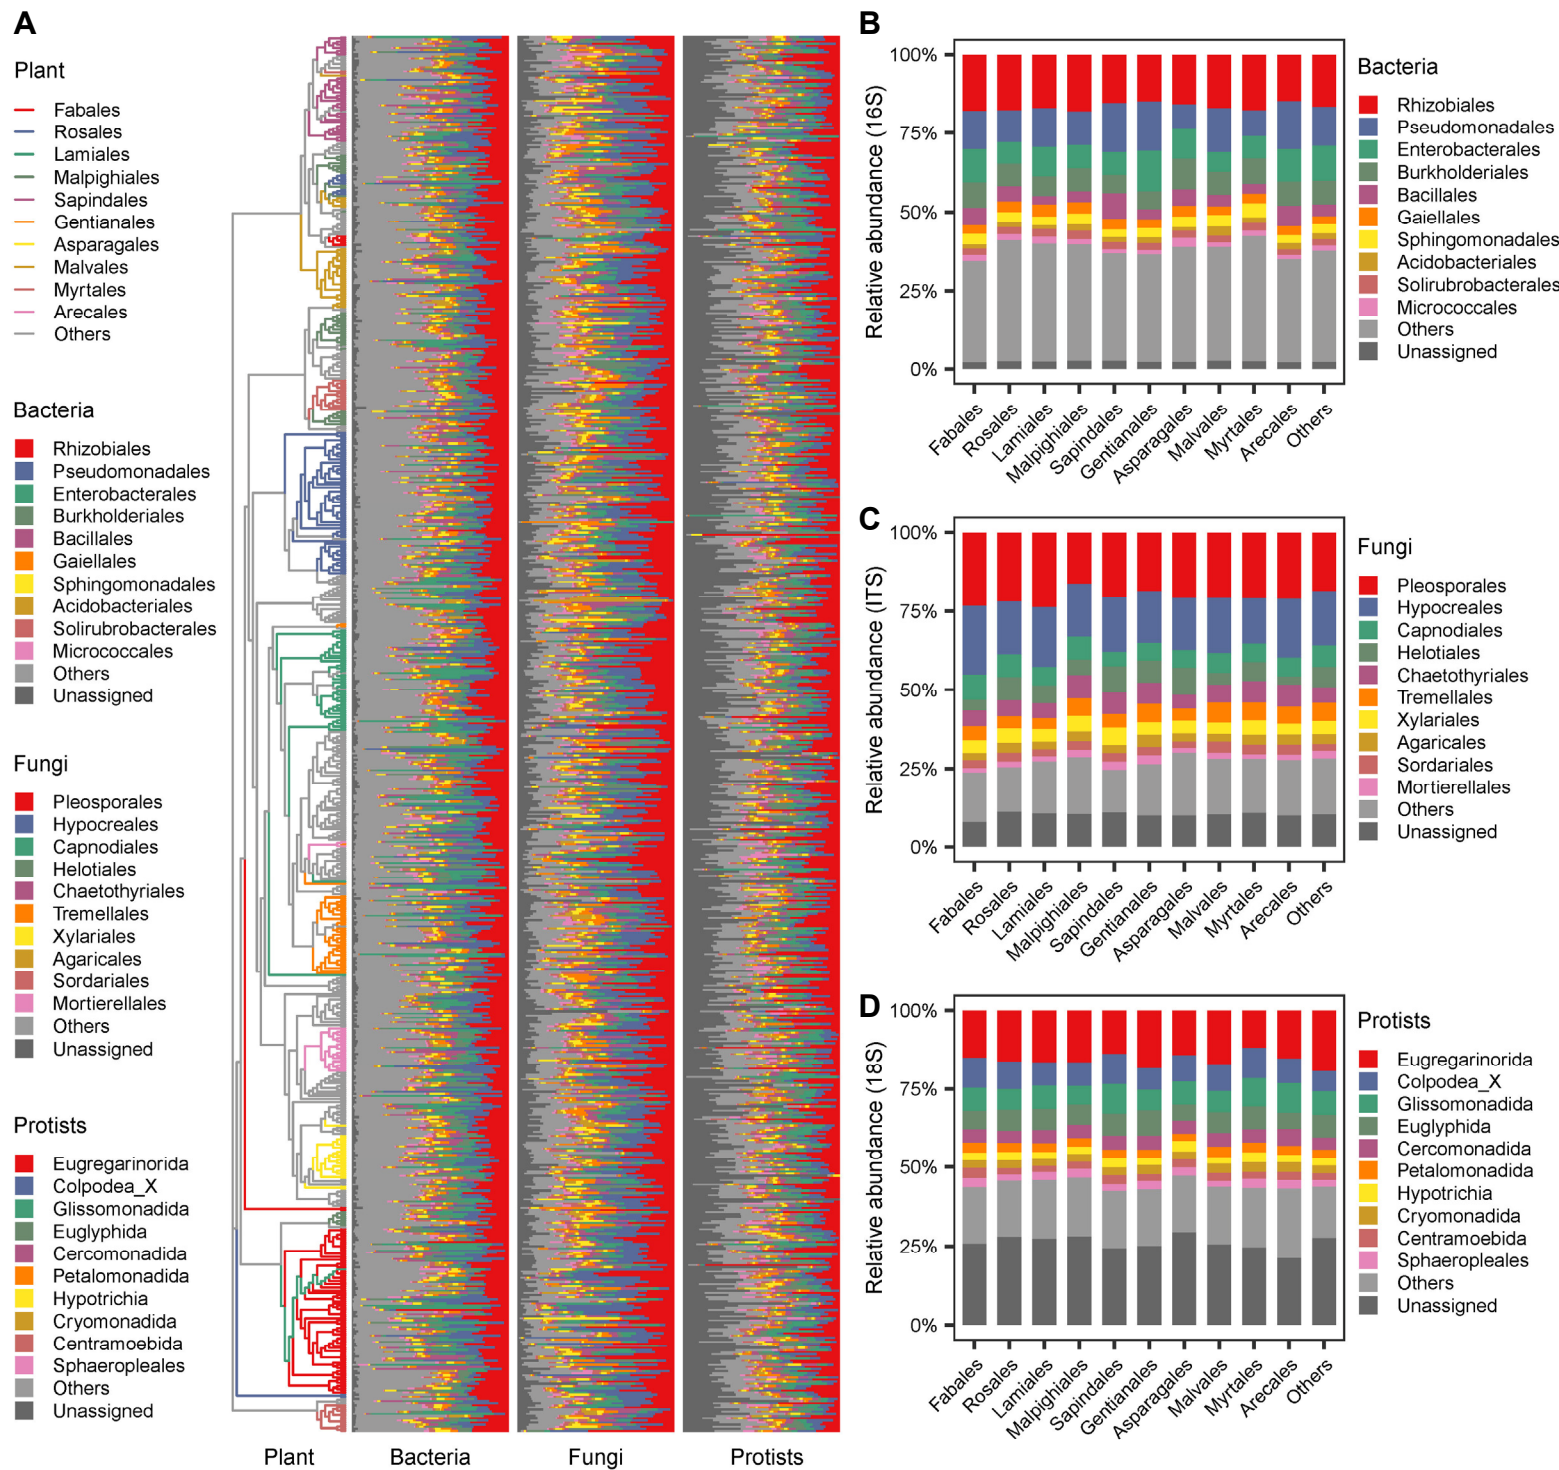 A
Plant
Fabales
Rosales
Lamiales
Malpighiales
Sapindales
Gentianales
Asparagales
Malvales
Myrtales
Arecales
Others
Bacteria
Rhizobiales
Pseudomonadales
Enterobacterales
Burkholderiales
Bacillales
Gaiellales
Sphingomonadales
Acidobacteriales
Solirubrobacterales
Micrococcales
Others
Unassigned
Fungi
Pleosporales
Hypocreales
Capnodiales
Helotiales
Chaetothyriales
Tremellales
Xylariales
Agaricales
Sordariales
Mortierellales
Others
Unassigned
Protists
Eugregarinorida
Colpodea_X
Glissomonadida
Euglyphida
Cercomonadida
Petalomonadida
Hypotrichia
Cryomonadida
Centramoebida
Sphaeropleales
Others
Unassigned
Plant
Bacteria
Fungi
Protists
B
Relative abundance (16S)
100%
75%
50%
25%
0%
Fabales
Rosales
Lamiales
Malpighiales
Sapindales
Gentianales
Asparagales
Malvales
Myrtales
Arecales
Others
Bacteria
Rhizobiales
Pseudomonadales
Enterobacterales
Burkholderiales
Bacillales
Gaiellales
Sphingomonadales
Acidobacteriales
Solirubrobacterales
Micrococcales
Others
Unassigned
C
Relative abundance (ITS)
100%
75%
50%
25%
0%
Fabales
Rosales
Lamiales
Malpighiales
Sapindales
Gentianales
Asparagales
Malvales
Myrtales
Arecales
Others
Fungi
Pleosporales
Hypocreales
Capnodiales
Helotiales
Chaetothyriales
Tremellales
Xylariales
Agaricales
Sordariales
Mortierellales
Others
Unassigned
D
Relative abundance (18S)
100%
75%
50%
25%
0%
Fabales
Rosales
Lamiales
Malpighiales
Sapindales
Gentianales
Asparagales
Malvales
Myrtales
Arecales
Others
Protists
Eugregarinorida
Colpodea_X
Glissomonadida
Euglyphida
Cercomonadida
Petalomonadida
Hypotrichia
Cryomonadida
Centramoebida
Sphaeropleales
Others
Unassigned